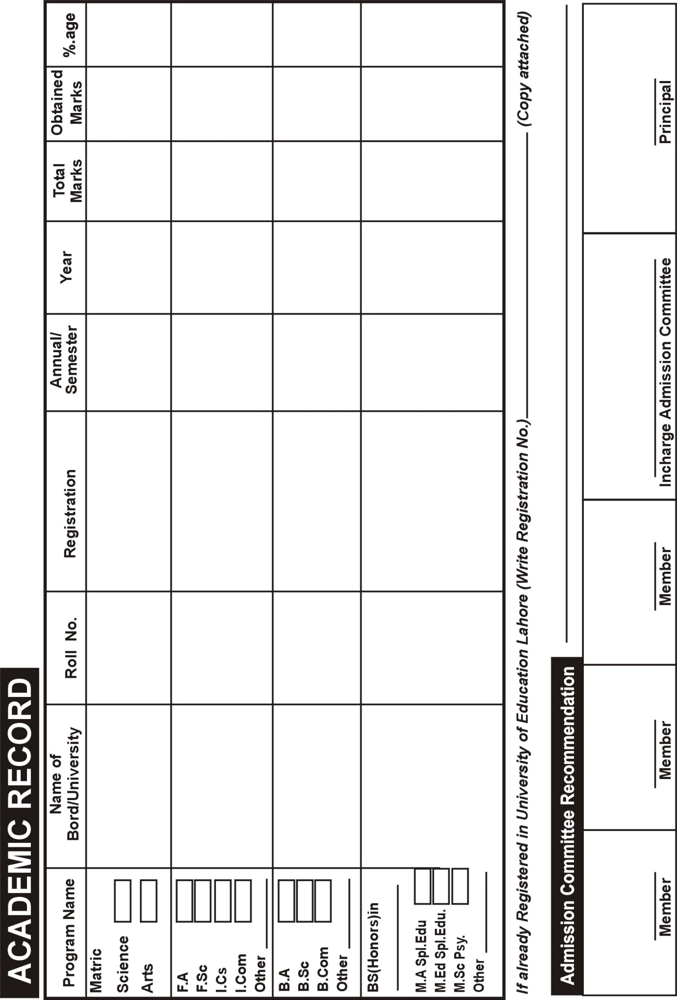 ACADEMIC RECORD
Program Name
Name of
Bord/University
Roll No.
Registration
Annual/
Semester
Year
Total
Marks
Obtained
Marks
%.age
Matric
Science
Arts
F.A
F.Sc
I.Cs
I.Com
Other
B.A
B.Sc
B.Com
Other
BS(Honors)in
M.A Spl.Edu
M.Ed Spl.Edu.
M.Sc Psy.
Other
If already Registered in University of Education Lahore (Write Registration No.) (Copy attached)
Admission Committee Recommendation
Member
Member
Member
Incharge Admission Committee
Principal